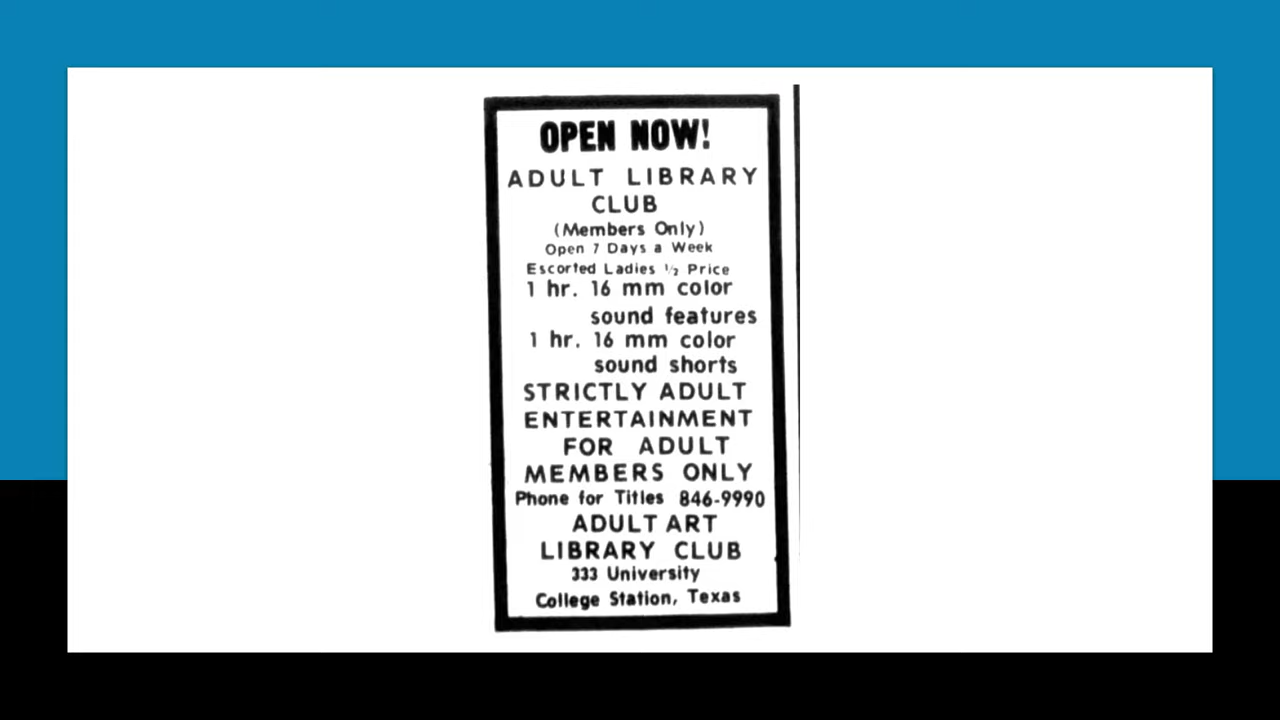 OPEN NOW!
ADULT LIBRARY
CLUB
(Members Only)
Open 7 Days a Week
Escorted Ladies ½ Price
1 hr. 16 mm color
sound features
1 hr. 16 mm color
sound shorts
STRICTLY ADULT
ENTERTAINMENT
FOR ADULT
MEMBERS ONLY
Phone for Titles 846-9990
ADULT ART
LIBRARY CLUB
333 University
College Station, Texas